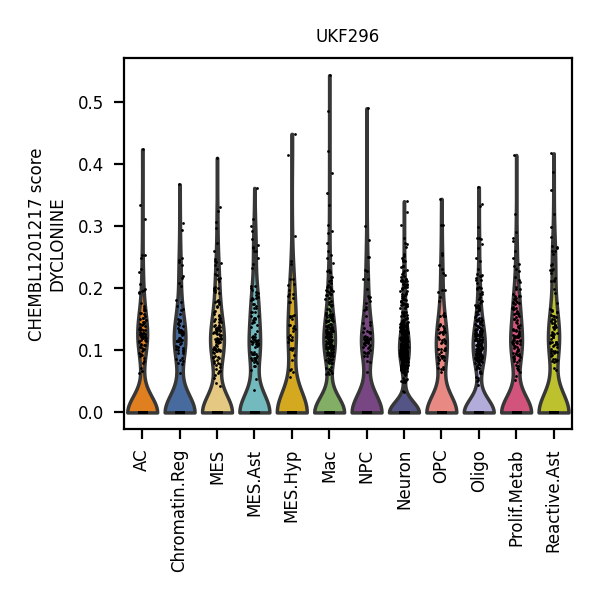 UKF296
CHEMBL1201217 score
DYCLONINE
0.5
0.4
0.3
0.2
0.1
0.0
AC
Chromatin.Reg
MES
MES.Ast
MES.Hyp
Mac
NPC
Neuron
OPC
Oligo
Prolif.Metab
Reactive.Ast